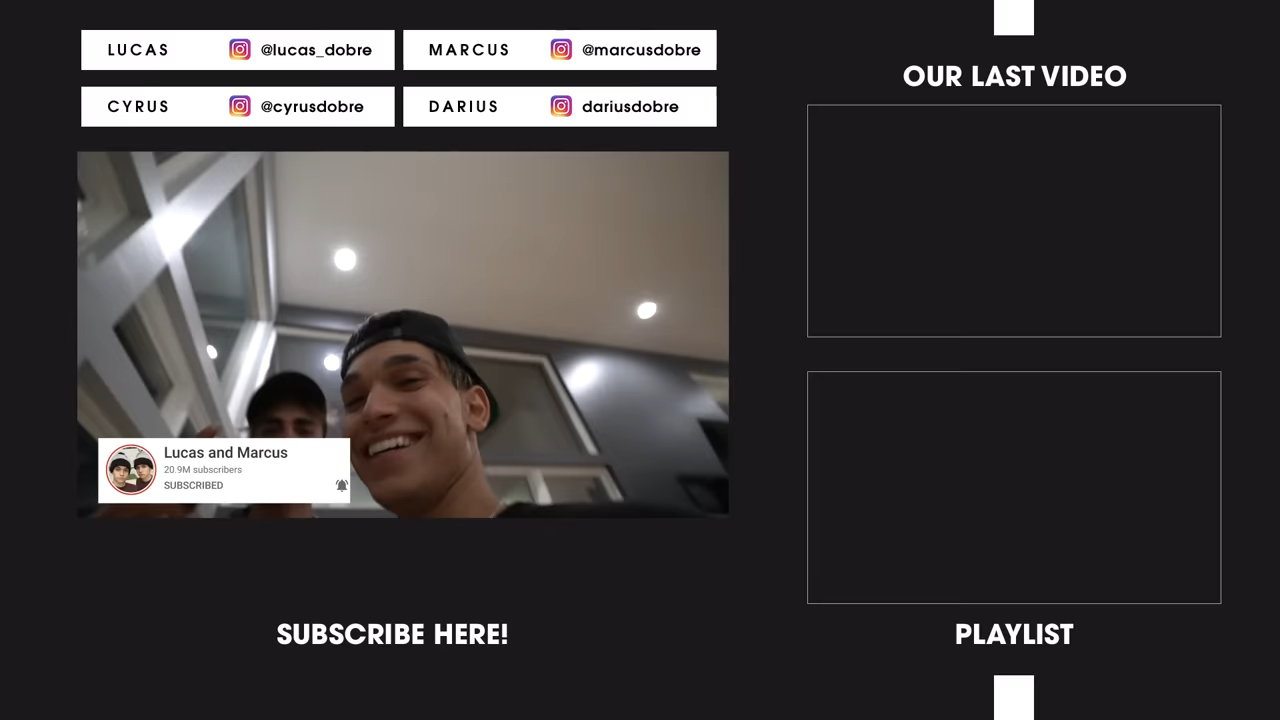 LUCAS @lucas_dobre
MARCUS @marcusdobre
CYRUS @cyrusdobre
DARIUS dariusdobre
OUR LAST VIDEO
Lucas and Marcus
20.9M subscribers
SUBSCRIBED
SUBSCRIBE HERE!
PLAYLIST